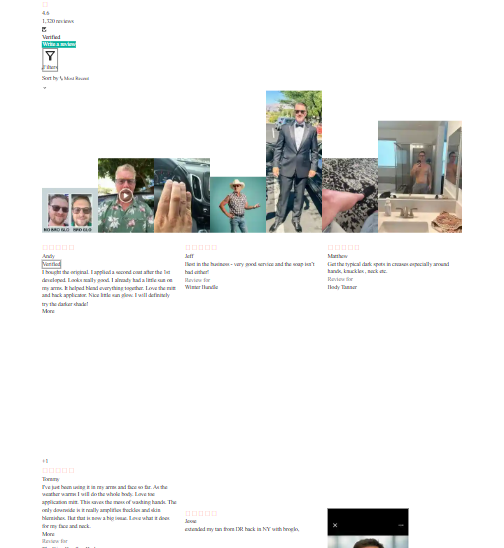 4.6
1,320 reviews
Verified
Write a review
Filters
Sort by Most Recent
NO BRO GLO BRO GLO
Andy
Verified
I bought the original. I applied a second coat after the 1st
developed. Looks really good. I already had a little sun on
my arms. It helped blend everything together. Love the mitt
and back applicator. Nice little sun glow. I will definitely
try the darker shade!
More
Jeff
Best in the business - very good service and the soap isn't
bad either!
Review for
Winter Bundle
Matthew
Get the typical dark spots in creases especially around
hands, knuckles, neck etc.
Review for
Body Tanner
+1
Tommy
I've just been using it in my arms and face so far. As the
weather warms I will do the whole body. Love the
application mitt. This saves the mess of washing hands. The
only downside is it really amplifies freckles and skin
blemishes. But that is now a big issue. Love what it does
for my face and neck.
More
Review for
Jesse
extended my tan from DR back in NY with broglo.